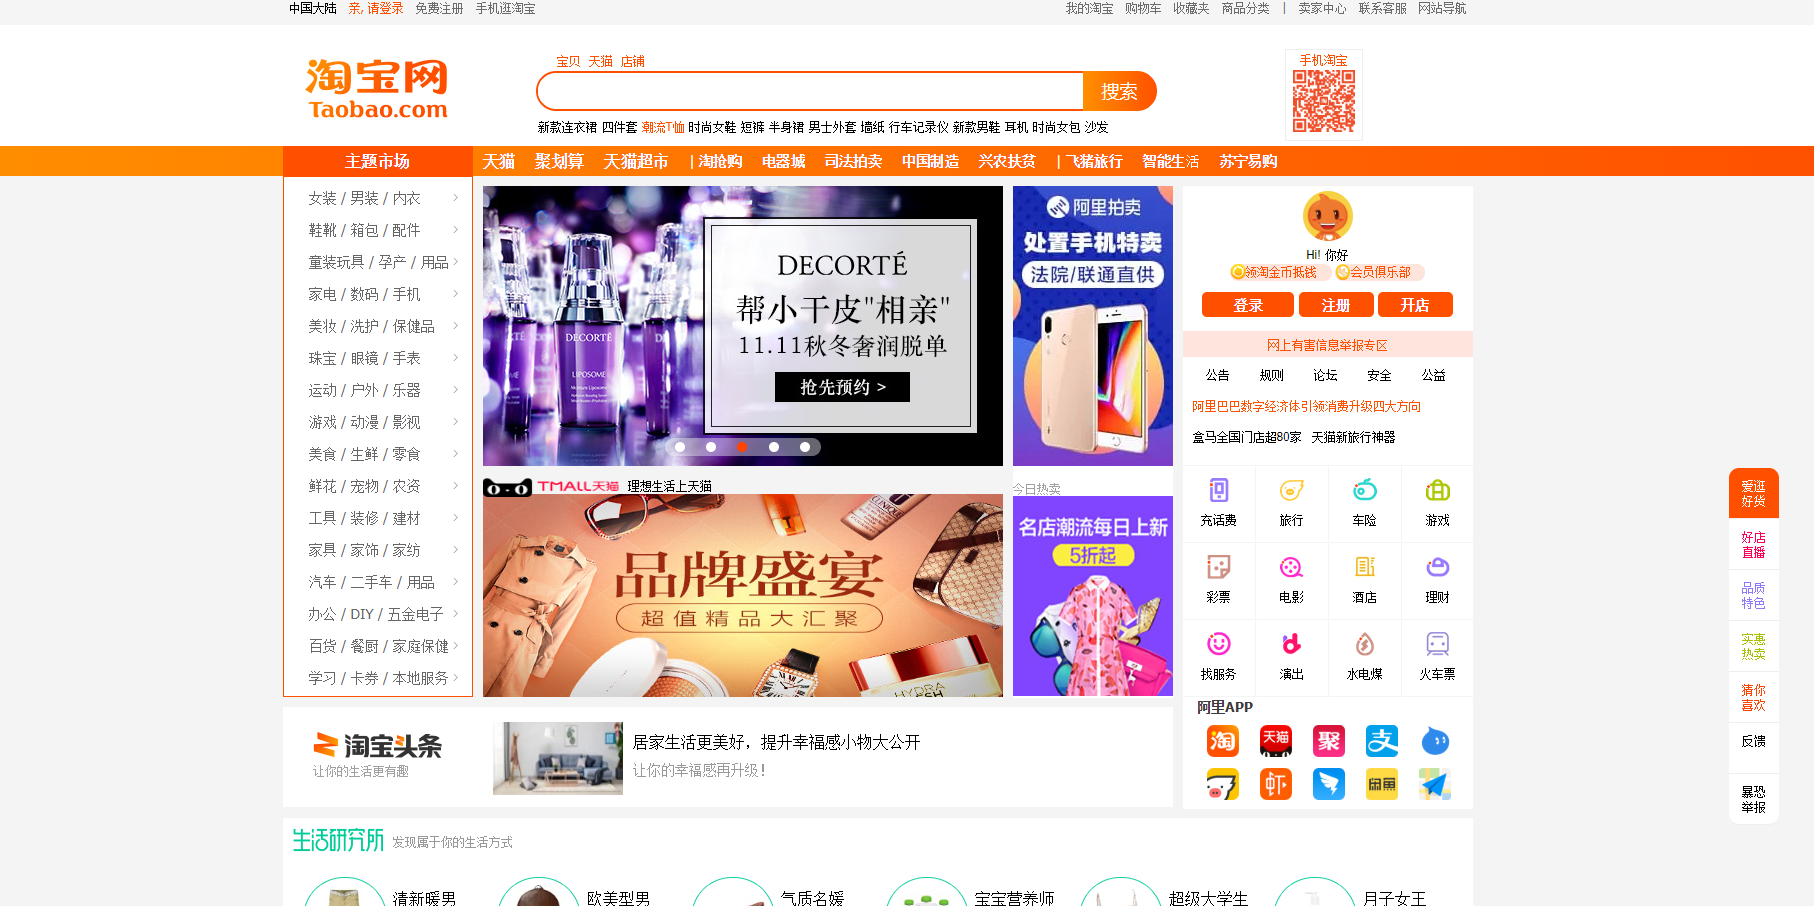 中国大陆 亲, 请登录 免费注册 手机逛淘宝
我的淘宝 购物车 收藏夹 商品分类 | 卖家中心 联系客服 网站导航
淘宝网
Taobao.com
宝贝 天猫 店铺
搜索
新款连衣裙 四件套 潮流T恤 时尚女鞋 短裤 半身裙 男士外套 墙纸 行车记录仪 新款男鞋 耳机 时尚女包 沙发
手机淘宝
主题市场
天猫 聚划算 天猫超市 | 淘抢购 电器城 司法拍卖 中国制造 兴农扶贫 | 飞猪旅行 智能生活 苏宁易购
女装 / 男装 / 内衣
鞋靴 / 箱包 / 配件
童装玩具 / 孕产 / 用品
家电 / 数码 / 手机
美妆 / 洗护 / 保健品
珠宝 / 眼镜 / 手表
运动 / 户外 / 乐器
游戏 / 动漫 / 影视
美食 / 生鲜 / 零食
鲜花 / 宠物 / 农资
工具 / 装修 / 建材
家具 / 家饰 / 家纺
汽车 / 二手车 / 用品
办公 / DIY / 五金电子
百货 / 餐厨 / 家庭保健
学习 / 卡券 / 本地服务
DECORTÉ
LIPOSOME
DECORTÉ
帮小干皮"相亲"
11.11秋冬奢润脱单
抢先预约 >
TMALL天猫 理想生活上天猫
品牌盛宴
超值精品大汇聚
HYDRA
阿里拍卖
处置手机特卖
法院/联通直供
今日热卖
名店潮流每日上新
5折起
Hi! 你好
领淘金币抵钱 会员俱乐部
登录 注册 开店
网上有害信息举报专区
公告 规则 论坛 安全 公益
阿里巴巴数字经济体引领消费升级四大方向
盒马全国门店超80家 天猫新旅行神器
充话费 旅行 车险 游戏
彩票 电影 酒店 理财
找服务 演出 水电煤 火车票
阿里APP
淘 天猫 聚 支
虾 闲鱼
淘宝头条
让你的生活更有趣
居家生活更美好，提升幸福感小物大公开
让你的幸福感再升级！
生活研究所 发现属于你的生活方式
清新暖男 欧美型男 气质名媛 宝宝营养师 超级大学生 月子女王
爱逛
好货
好店
直播
品质
特色
实惠
热卖
猜你
喜欢
反馈
暴恐
举报